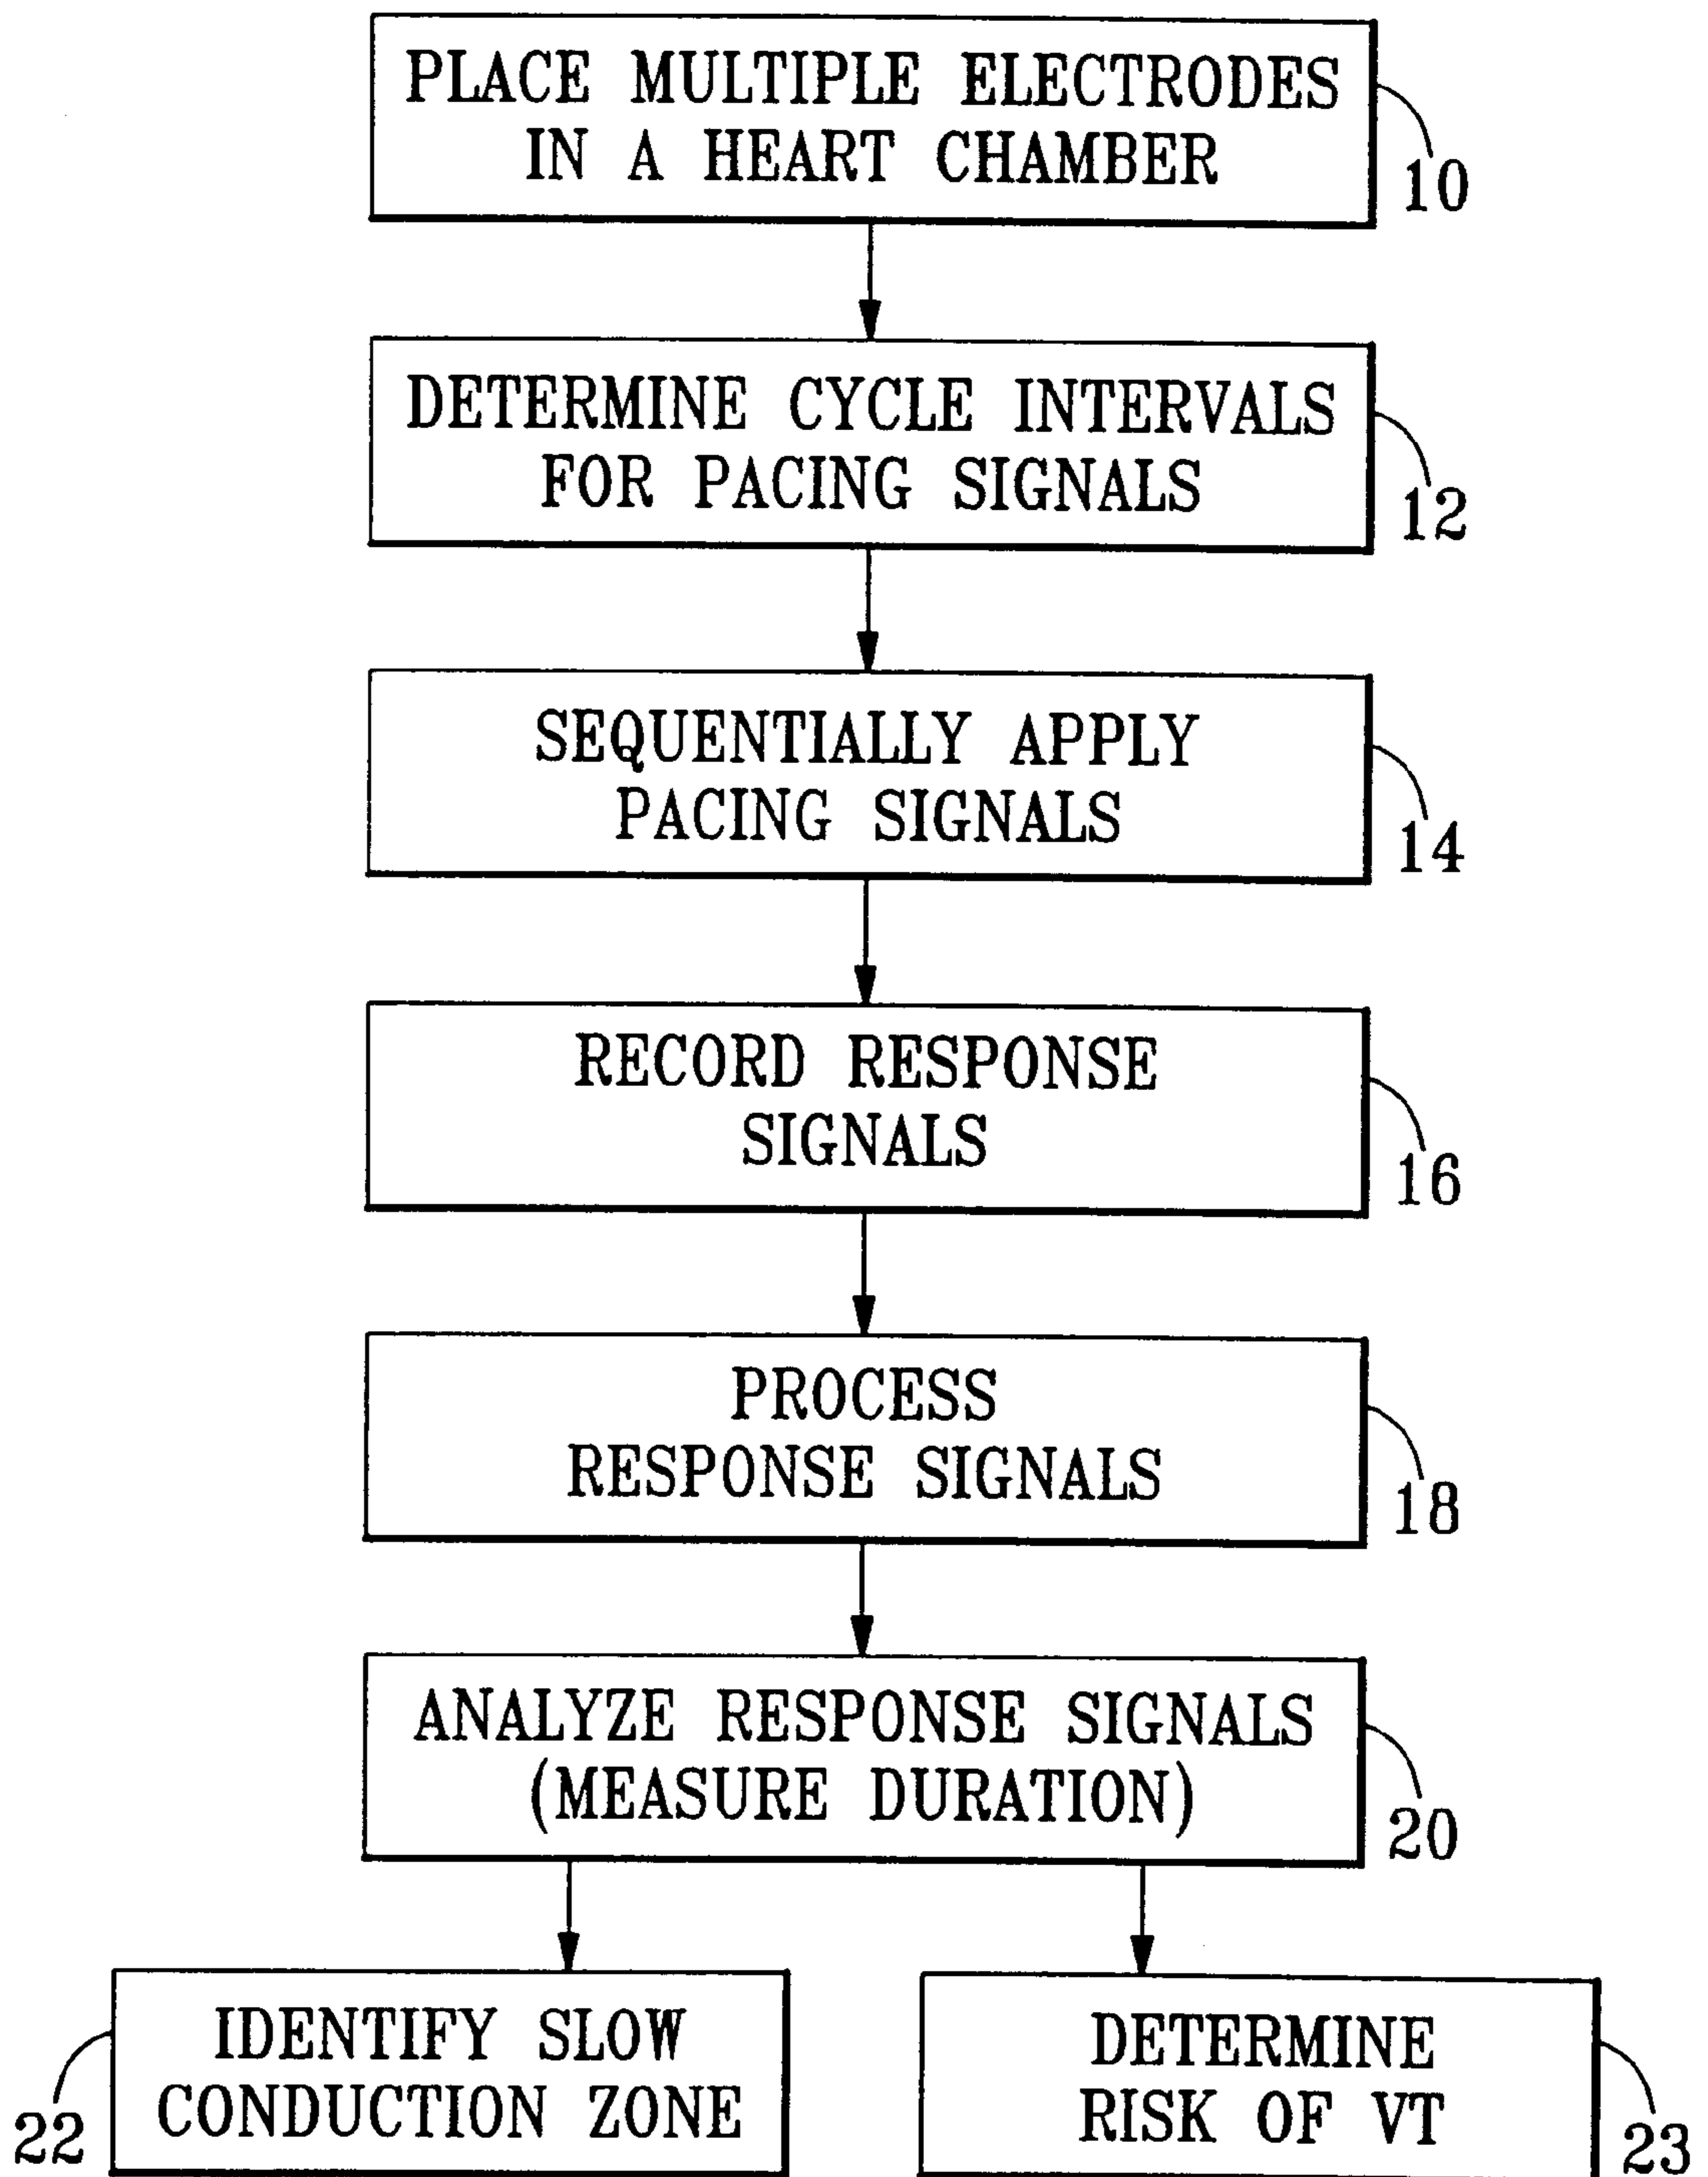 PLACE MULTIPLE ELECTRODES
IN A HEART CHAMBER
10
DETERMINE CYCLE INTERVALS
FOR PACING SIGNALS
12
SEQUENTIALLY APPLY
PACING SIGNALS
14
RECORD RESPONSE
SIGNALS
16
PROCESS
RESPONSE SIGNALS
18
ANALYZE RESPONSE SIGNALS
(MEASURE DURATION)
20
IDENTIFY SLOW
CONDUCTION ZONE
22
DETERMINE
RISK OF VT
23